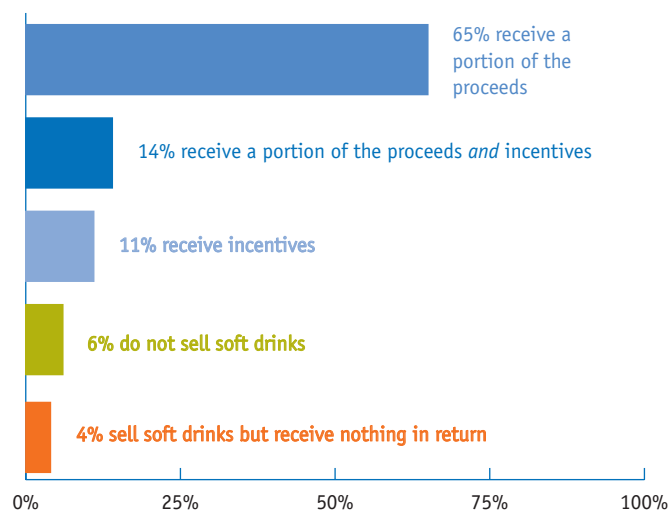 65% receive a
portion of the
proceeds
14% receive a portion of the proceeds and incentives
11% receive incentives
6% do not sell soft drinks
4% sell soft drinks but receive nothing in return
0% 25% 50% 75% 100%